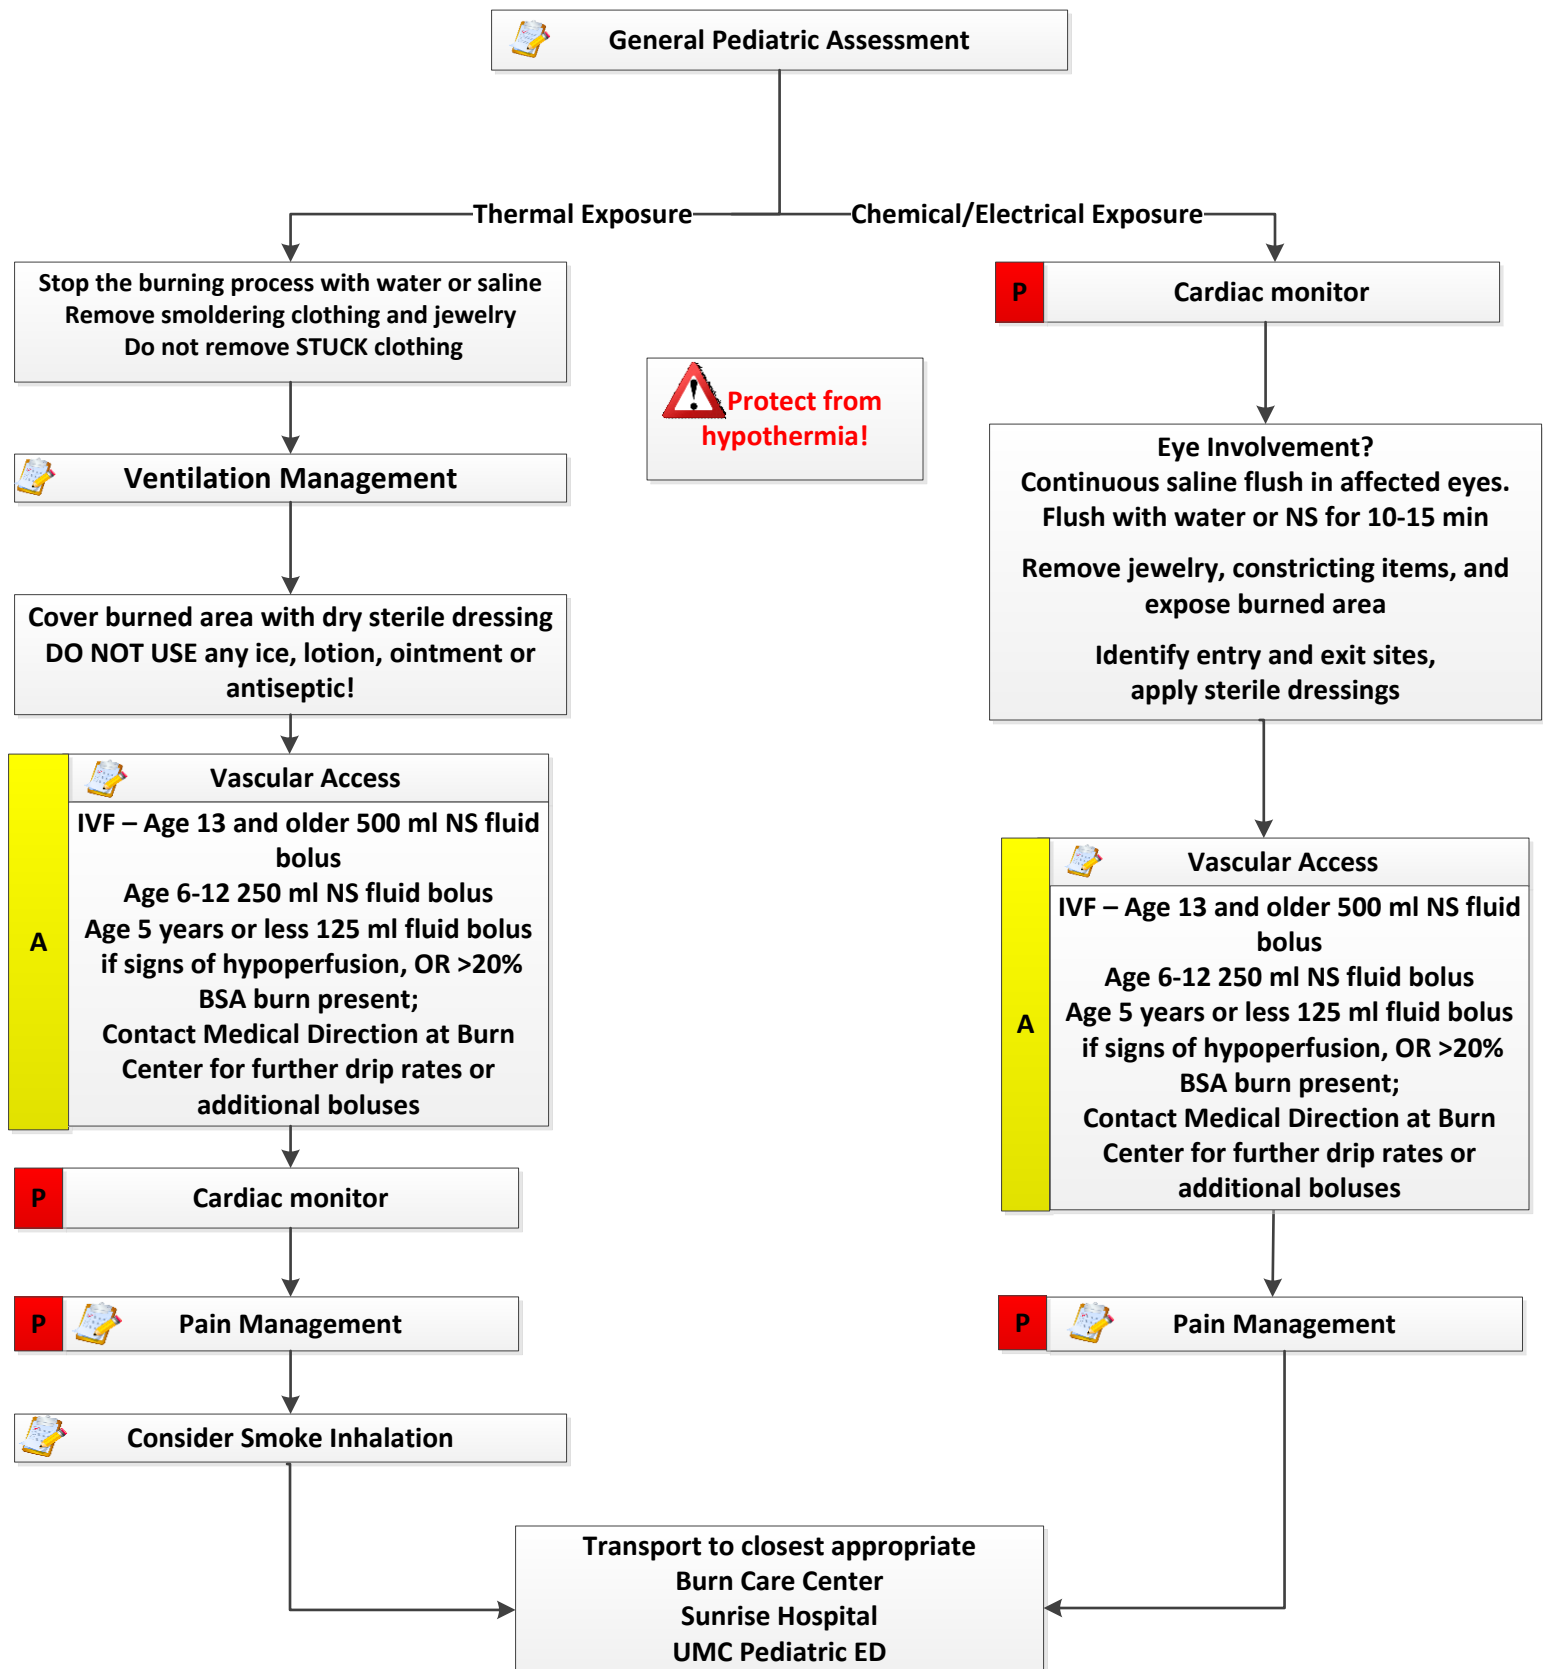 General Pediatric Assessment
Thermal Exposure
Chemical/Electrical Exposure
Stop the burning process with water or saline
Remove smoldering clothing and jewelry
Do not remove STUCK clothing
Ventilation Management
Cover burned area with dry sterile dressing
DO NOT USE any ice, lotion, ointment or
antiseptic!
A
Vascular Access
IVF – Age 13 and older 500 ml NS fluid
bolus
Age 6-12 250 ml NS fluid bolus
Age 5 years or less 125 ml fluid bolus
if signs of hypoperfusion, OR >20%
BSA burn present;
Contact Medical Direction at Burn
Center for further drip rates or
additional boluses
P
Cardiac monitor
P
Pain Management
Consider Smoke Inhalation
Protect from
hypothermia!
P
Cardiac monitor
Eye Involvement?
Continuous saline flush in affected eyes.
Flush with water or NS for 10-15 min
Remove jewelry, constricting items, and
expose burned area
Identify entry and exit sites,
apply sterile dressings
A
Vascular Access
IVF – Age 13 and older 500 ml NS fluid
bolus
Age 6-12 250 ml NS fluid bolus
Age 5 years or less 125 ml fluid bolus
if signs of hypoperfusion, OR >20%
BSA burn present;
Contact Medical Direction at Burn
Center for further drip rates or
additional boluses
P
Pain Management
Transport to closest appropriate
Burn Care Center
Sunrise Hospital
UMC Pediatric ED